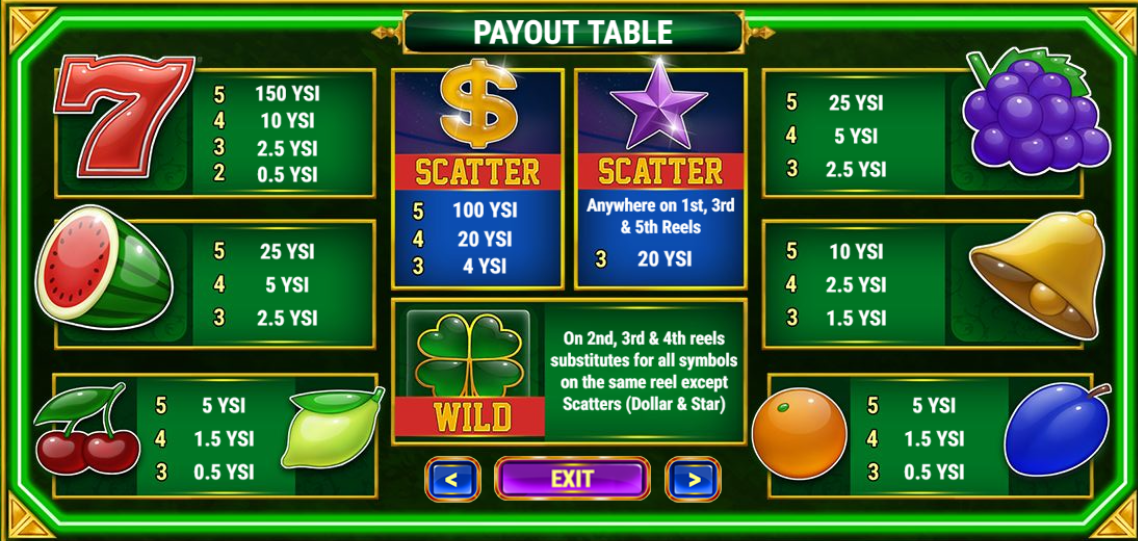 PAYOUT TABLE
5 150 YSI
4 10 YSI
3 2.5 YSI
2 0.5 YSI
SCATTER
5 100 YSI
4 20 YSI
3 4 YSI
SCATTER
Anywhere on 1st, 3rd
& 5th Reels
3 20 YSI
5 25 YSI
4 5 YSI
3 2.5 YSI
5 25 YSI
4 5 YSI
3 2.5 YSI
WILD
On 2nd, 3rd & 4th reels
substitutes for all symbols
on the same reel except
Scatters (Dollar & Star)
5 10 YSI
4 2.5 YSI
3 1.5 YSI
5 5 YSI
4 1.5 YSI
3 0.5 YSI
5 5 YSI
4 1.5 YSI
3 0.5 YSI
< EXIT >